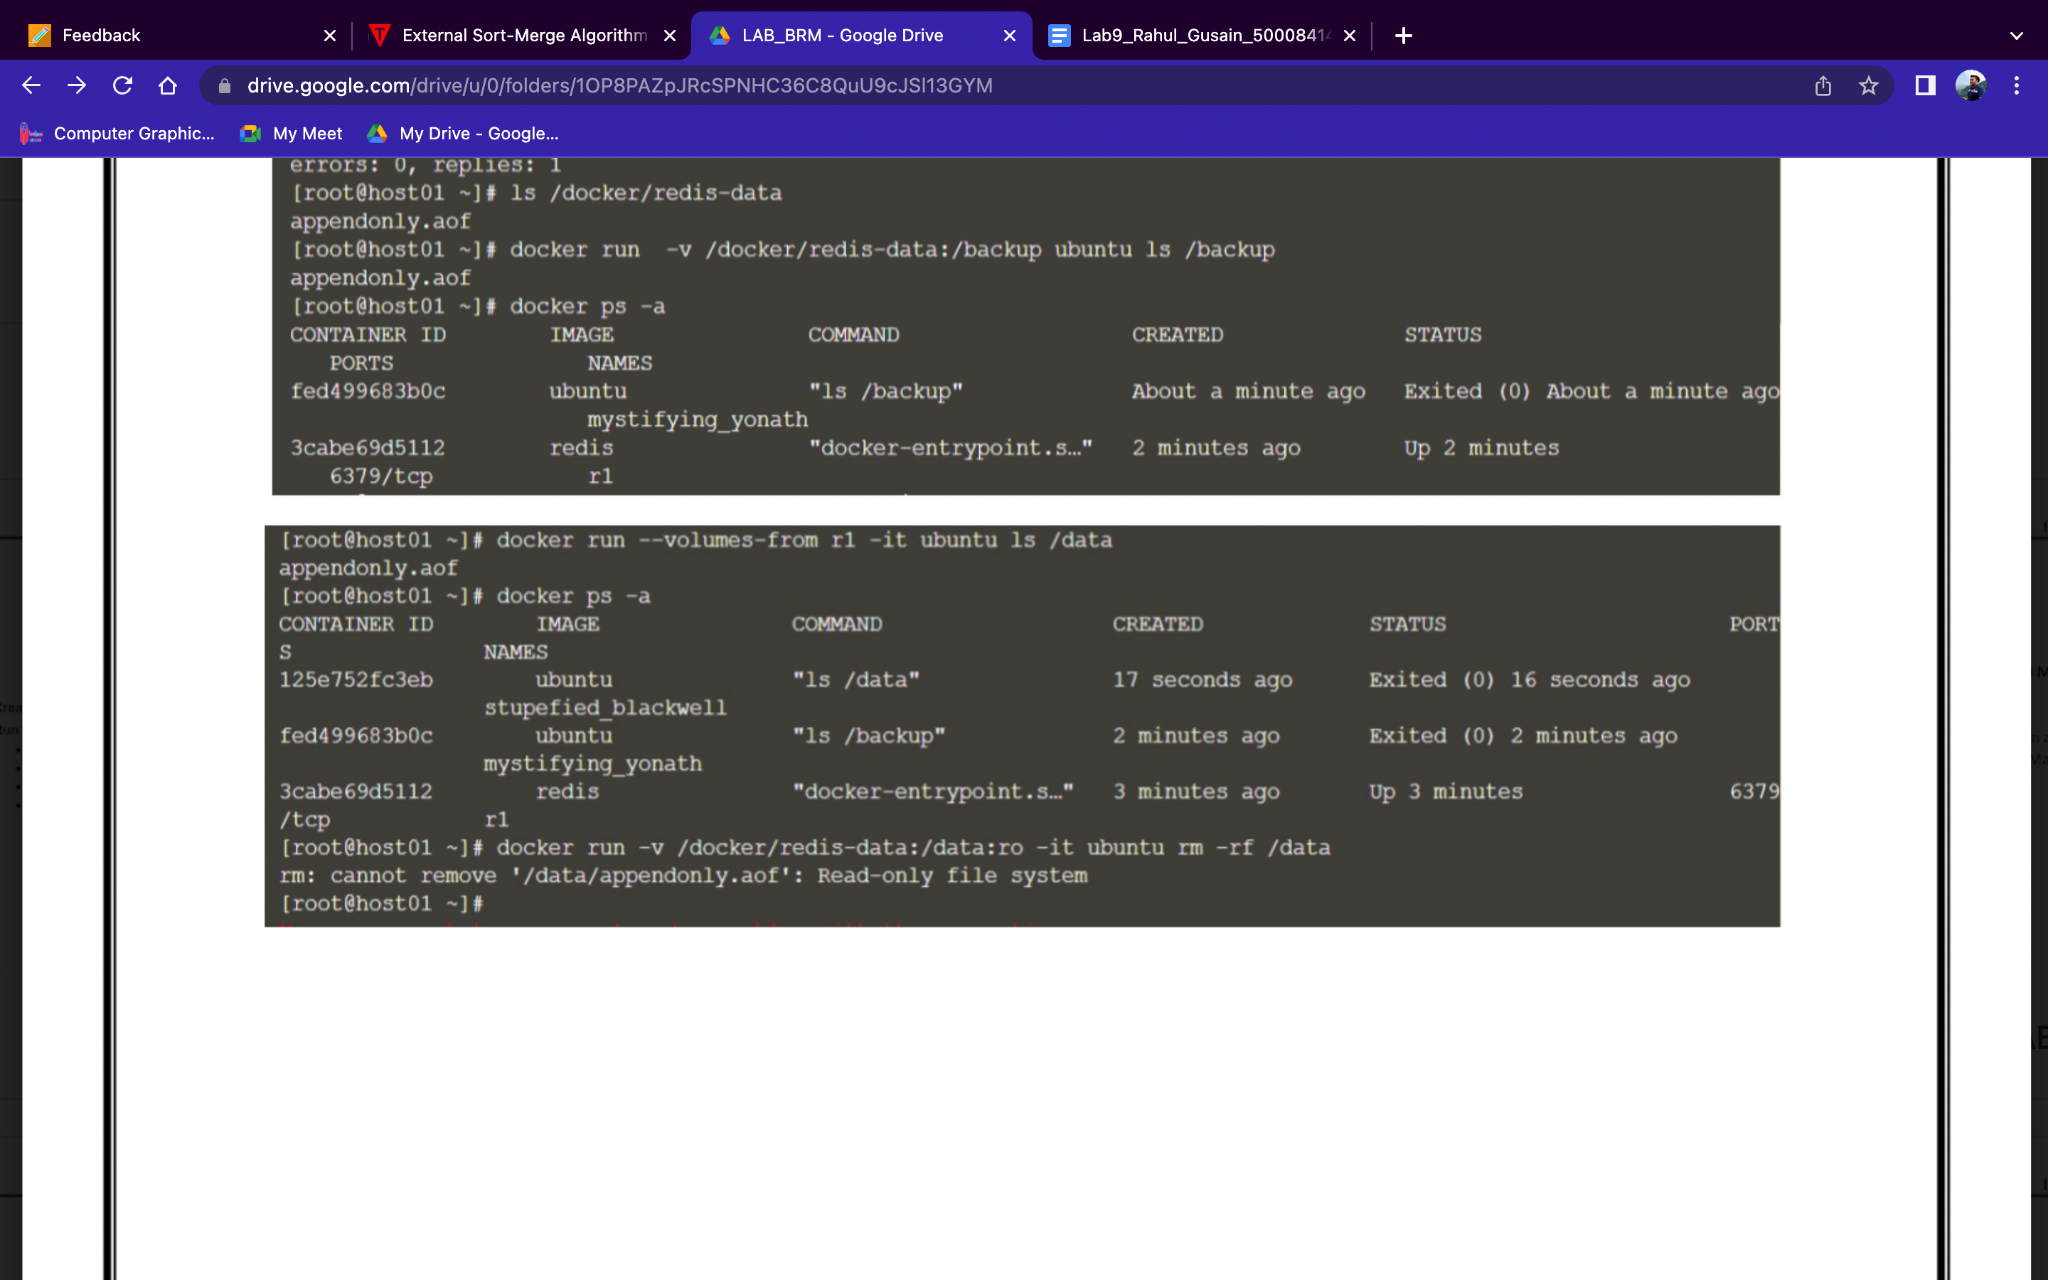 Feedback
External Sort-Merge Algorithm
LAB_BRM - Google Drive
Lab9_Rahul_Gusain_5000841
drive.google.com/drive/u/0/folders/1OP8PAZpJRcSPNHC36C8QuU9cJSI13GYM
Computer Graphic... My Meet My Drive - Google...
errors: 0, replies: 1
[root@host01 ~]# ls /docker/redis-data
appendonly.aof
[root@host01 ~]# docker run  -v /docker/redis-data:/backup ubuntu ls /backup
appendonly.aof
[root@host01 ~]# docker ps -a
CONTAINER ID IMAGE COMMAND CREATED STATUS
PORTS NAMES
fed499683b0c ubuntu "ls /backup" About a minute ago Exited (0) About a minute ago
mystifying_yonath
3cabe69d5112 redis "docker-entrypoint.s…" 2 minutes ago Up 2 minutes
6379/tcp r1
[root@host01 ~]# docker run --volumes-from r1 -it ubuntu ls /data
appendonly.aof
[root@host01 ~]# docker ps -a
CONTAINER ID IMAGE COMMAND CREATED STATUS PORT
S NAMES
125e752fc3eb ubuntu "ls /data" 17 seconds ago Exited (0) 16 seconds ago
stupefied_blackwell
fed499683b0c ubuntu "ls /backup" 2 minutes ago Exited (0) 2 minutes ago
mystifying_yonath
3cabe69d5112 redis "docker-entrypoint.s…" 3 minutes ago Up 3 minutes 6379
/tcp r1
[root@host01 ~]# docker run -v /docker/redis-data:/data:ro -it ubuntu rm -rf /data
rm: cannot remove '/data/appendonly.aof': Read-only file system
[root@host01 ~]#